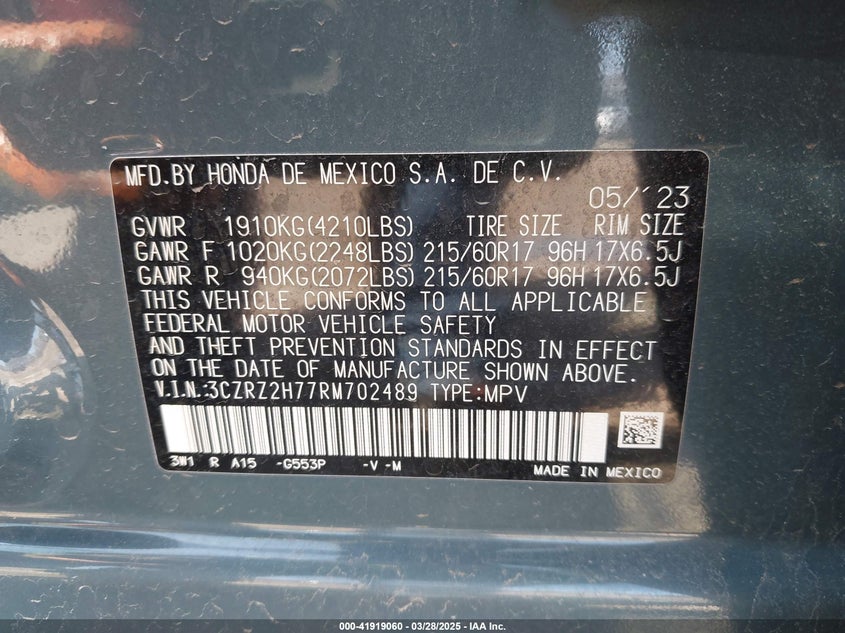 MFD.BY HONDA DE MEXICO S.A. DE C.V.
05/'23
GVWR 1910KG(4210LBS) TIRE SIZE RIM SIZE
GAWR F 1020KG(2248LBS) 215/60R17 96H 17X6.5J
GAWR R 940KG(2072LBS) 215/60R17 96H 17X6.5J
THIS VEHICLE CONFORMS TO ALL APPLICABLE
FEDERAL MOTOR VEHICLE SAFETY
AND THEFT PREVENTION STANDARDS IN EFFECT
ON THE DATE OF MANUFACTURE SHOWN ABOVE.
V.I.N.:3CZRZ2H77RM702489 TYPE:MPV
3W1 R A15 -G553P -V -M
MADE IN MEXICO
000-41919060 - 03/28/2025 - IAA Inc.